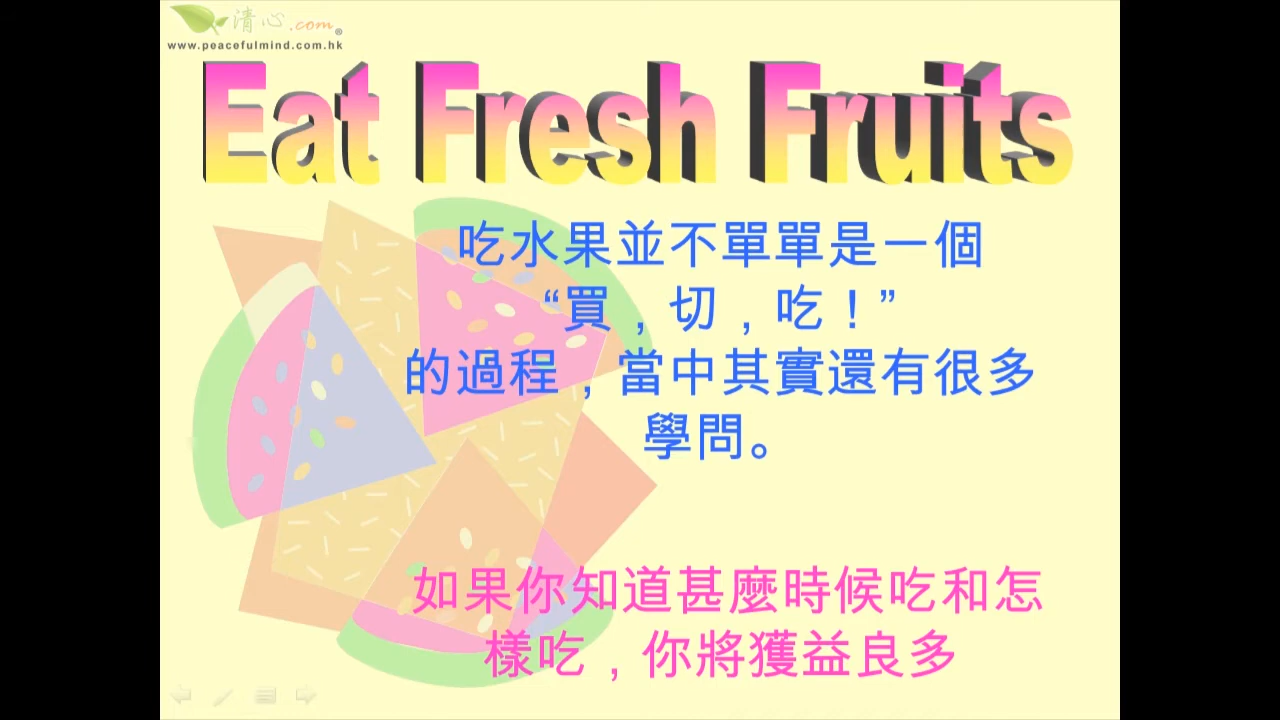 清心.com®
www.peacefulmind.com.hk
Eat Fresh Fruits
吃水果並不單單是一個
“買，切，吃！”
的過程，當中其實還有很多
學問。
如果你知道甚麼時候吃和怎
樣吃，你將獲益良多